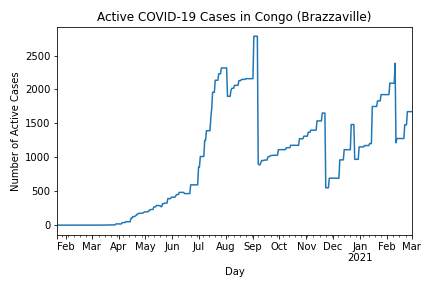 Active COVID-19 Cases in Congo (Brazzaville)
Number of Active Cases
2500
2000
1500
1000
500
0
Feb Mar Apr May Jun Jul Aug Sep Oct Nov Dec Jan Feb Mar
2021
Day